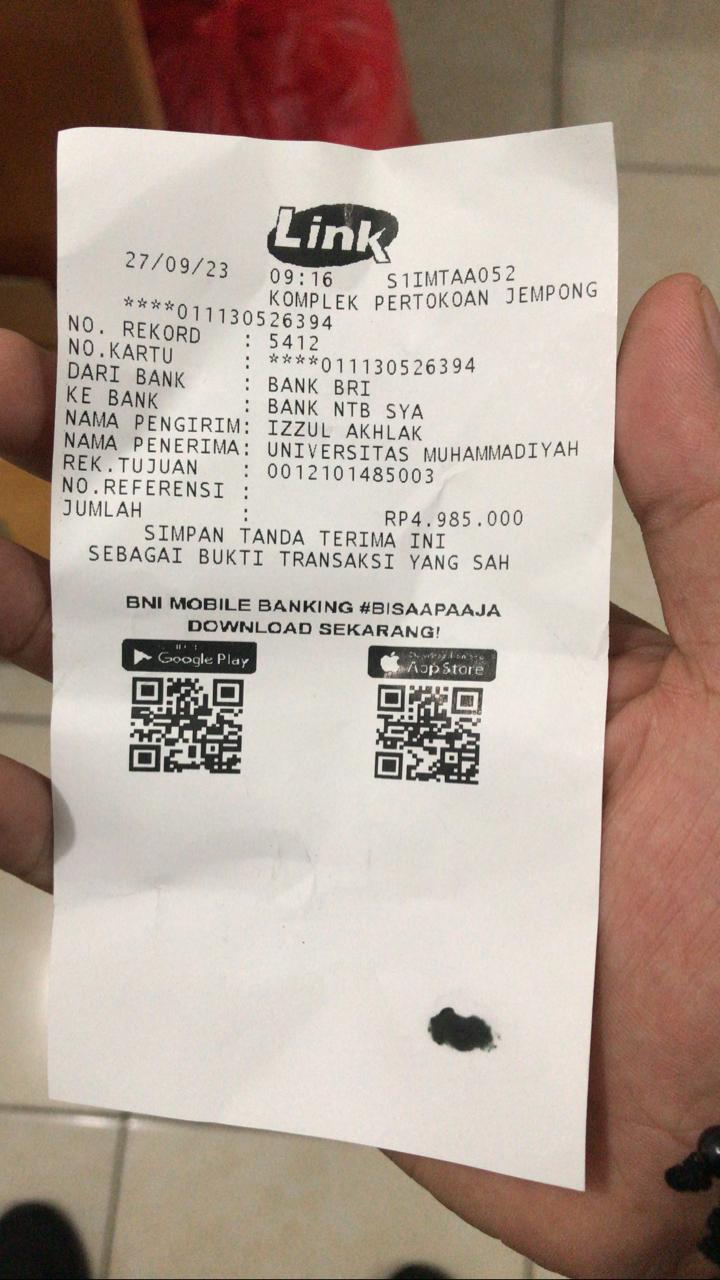 Link
27/09/23 09:16 S1IMTAA052
KOMPLEK PERTOKOAN JEMPONG
****011130526394
NO. REKORD : 5412
NO.KARTU : ****011130526394
DARI BANK : BANK BRI
KE BANK : BANK NTB SYA
NAMA PENGIRIM: IZZUL AKHLAK
NAMA PENERIMA: UNIVERSITAS MUHAMMADIYAH
REK.TUJUAN : 0012101485003
NO.REFERENSI :
JUMLAH : RP4.985.000
SIMPAN TANDA TERIMA INI
SEBAGAI BUKTI TRANSAKSI YANG SAH
BNI MOBILE BANKING #BISAAPAAJA
DOWNLOAD SEKARANG!
Google Play
App Store